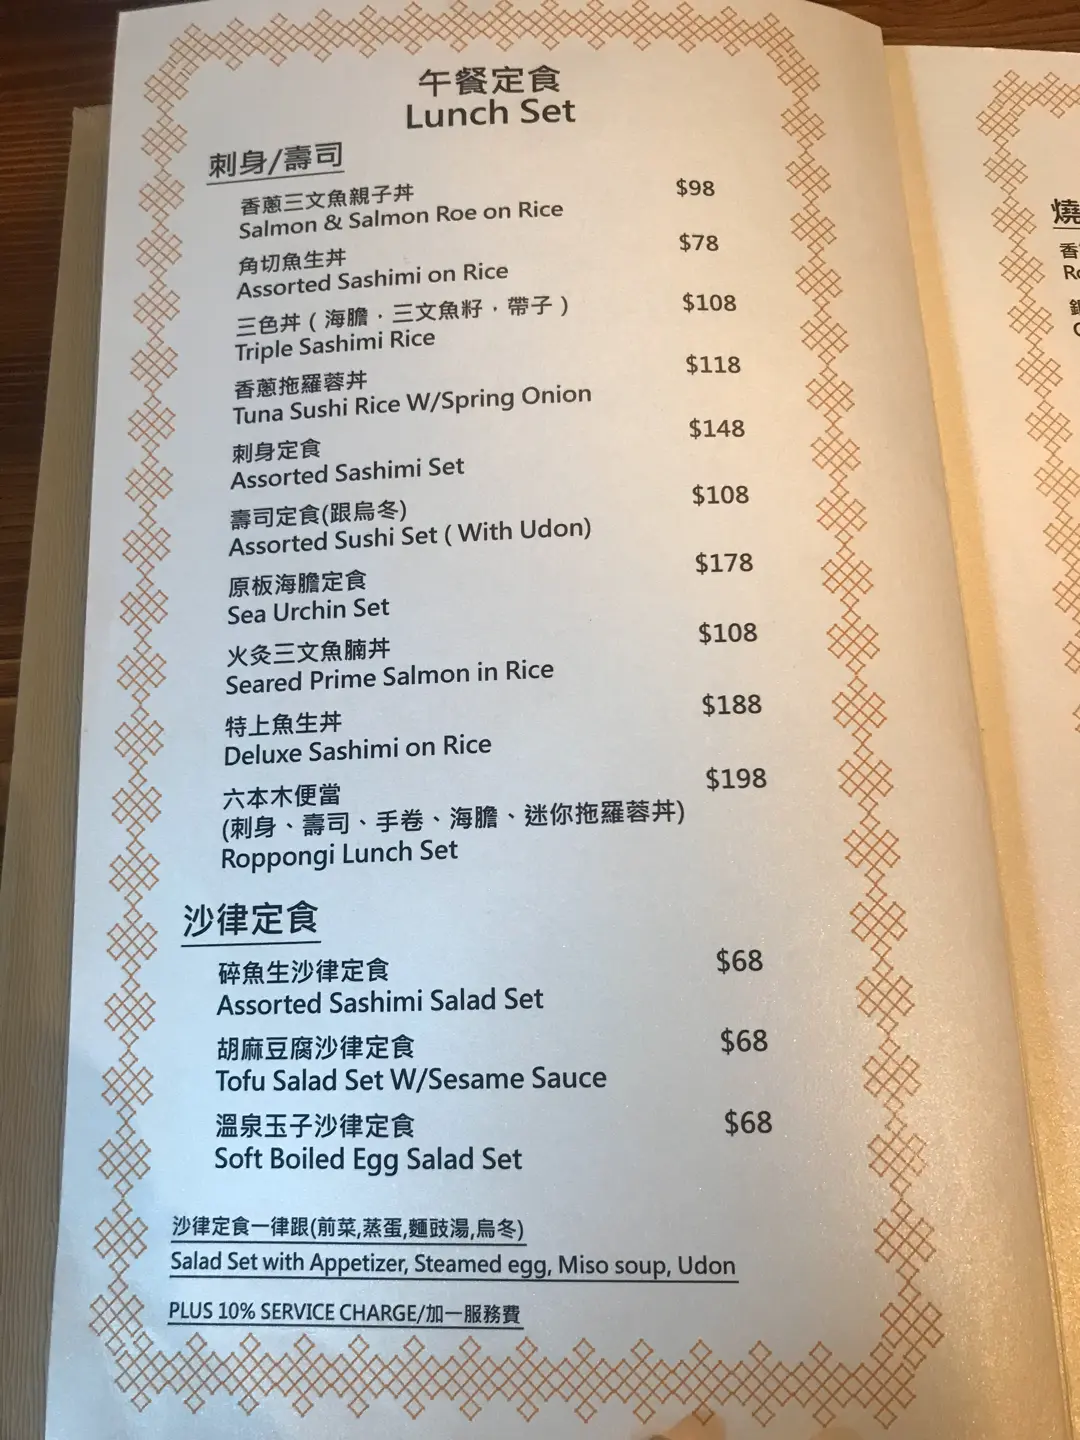 午餐定食
Lunch Set
刺身/壽司
香蔥三文魚親子丼 $98
Salmon & Salmon Roe on Rice
角切魚生丼 $78
Assorted Sashimi on Rice
三色丼 ( 海膽，三文魚籽，帶子 ) $108
Triple Sashimi Rice
香蔥拖羅蓉丼 $118
Tuna Sushi Rice W/Spring Onion
刺身定食 $148
Assorted Sashimi Set
壽司定食(跟烏冬) $108
Assorted Sushi Set ( With Udon)
原板海膽定食 $178
Sea Urchin Set
火灸三文魚腩丼 $108
Seared Prime Salmon in Rice
特上魚生丼 $188
Deluxe Sashimi on Rice
六本木便當 $198
(刺身、壽司、手卷、海膽、迷你拖羅蓉丼)
Roppongi Lunch Set
沙律定食
碎魚生沙律定食 $68
Assorted Sashimi Salad Set
胡麻豆腐沙律定食 $68
Tofu Salad Set W/Sesame Sauce
溫泉玉子沙律定食 $68
Soft Boiled Egg Salad Set
沙律定食一律跟(前菜,蒸蛋,麵豉湯,烏冬)
Salad Set with Appetizer, Steamed egg, Miso soup, Udon
PLUS 10% SERVICE CHARGE/加一服務費
燒
香